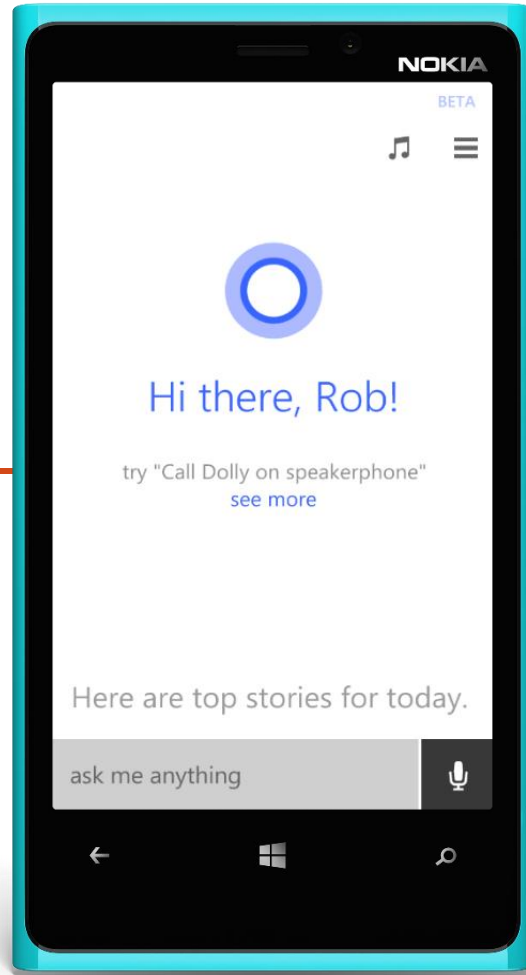 NOKIA
BETA
Hi there, Rob!
try "Call Dolly on speakerphone"
see more
Here are top stories for today.
ask me anything